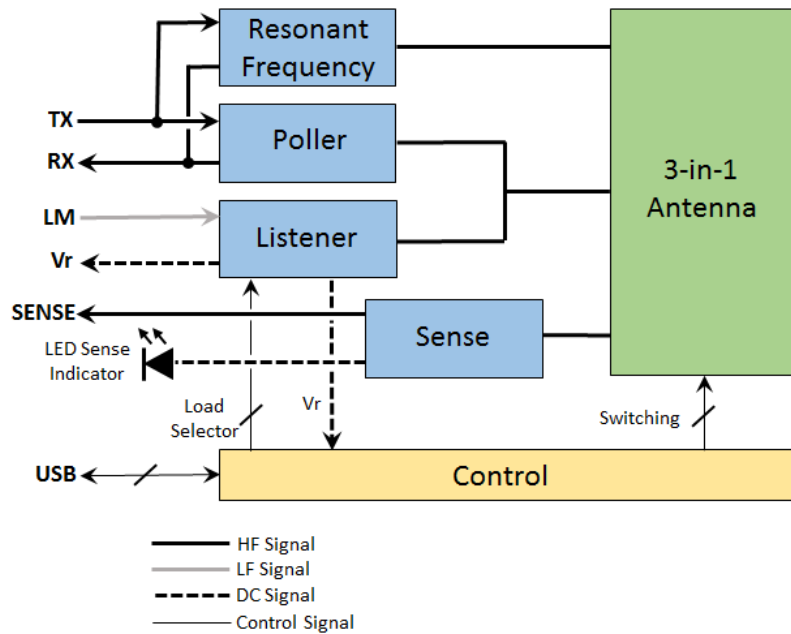 Resonant
Frequency
TX
Poller
RX
3-in-1
Antenna
LM
Listener
Vr
SENSE
Sense
LED Sense
Indicator
Load
Selector
Vr
Switching
USB
Control
HF Signal
LF Signal
DC Signal
Control Signal